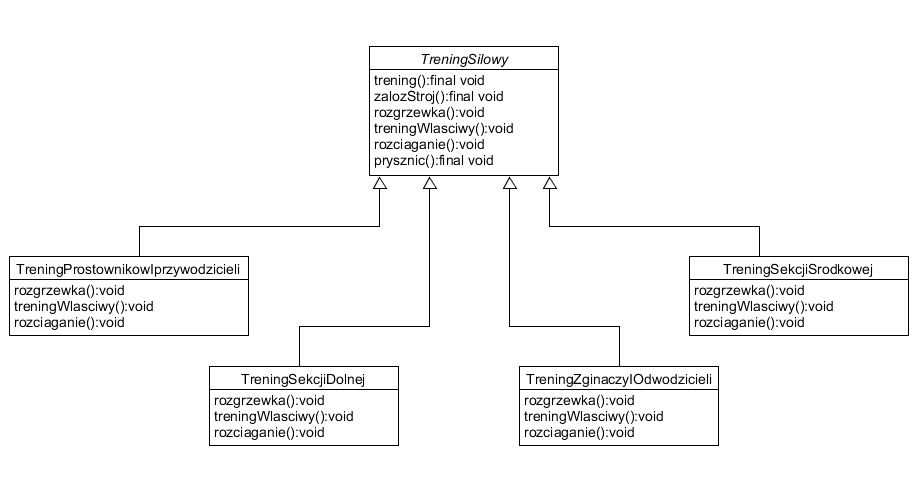 TreningSilowy
trening():final void
zalozStroj():final void
rozgrzewka():void
treningWlasciwy():void
rozciaganie():void
prysznic():final void
TreningProstownikowIprzywodzicieli
rozgrzewka():void
treningWlasciwy():void
rozciaganie():void
TreningSekcjiSrodkowej
rozgrzewka():void
treningWlasciwy():void
rozciaganie():void
TreningSekcjiDolnej
rozgrzewka():void
treningWlasciwy():void
rozciaganie():void
TreningZginaczyIOdwodzicieli
rozgrzewka():void
treningWlasciwy():void
rozciaganie():void